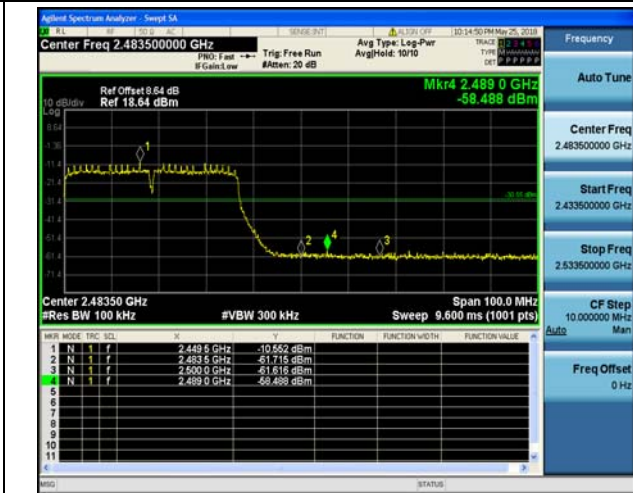 Agilent Spectrum Analyzer - Swept SA
RL RF 50 Ω AC SENSE:INT ALIGN OFF 10:14:50 PM May 25, 2018
Center Freq 2.483500000 GHz
PNO: Fast
IFGain:Low
Trig: Free Run
#Atten: 20 dB
Avg Type: Log-Pwr
Avg|Hold: 10/10
TRACE 1 2 3 4 5 6
TYPE
DET P P P P P P
Ref Offset 8.64 dB
Ref 18.64 dBm
10 dB/div
Log
Mkr4 2.489 0 GHz
-58.488 dBm
8.64
-1.36
-11.4
-21.4
-31.4
-41.4
-51.4
-61.4
-71.4
1
2
4
3
Center 2.48350 GHz
#Res BW 100 kHz
#VBW 300 kHz
Span 100.0 MHz
Sweep 9.600 ms (1001 pts)
MKR MODE TRC SCL X Y FUNCTION FUNCTION WIDTH FUNCTION VALUE
1 N 1 f 2.449 5 GHz -10.552 dBm
2 N 1 f 2.483 5 GHz -61.715 dBm
3 N 1 f 2.500 0 GHz -61.616 dBm
4 N 1 f 2.489 0 GHz -58.488 dBm
5
6
7
8
9
10
11
MSG STATUS
Frequency
Auto Tune
Center Freq
2.483500000 GHz
Start Freq
2.433500000 GHz
Stop Freq
2.533500000 GHz
CF Step
10.000000 MHz
Auto Man
Freq Offset
0 Hz